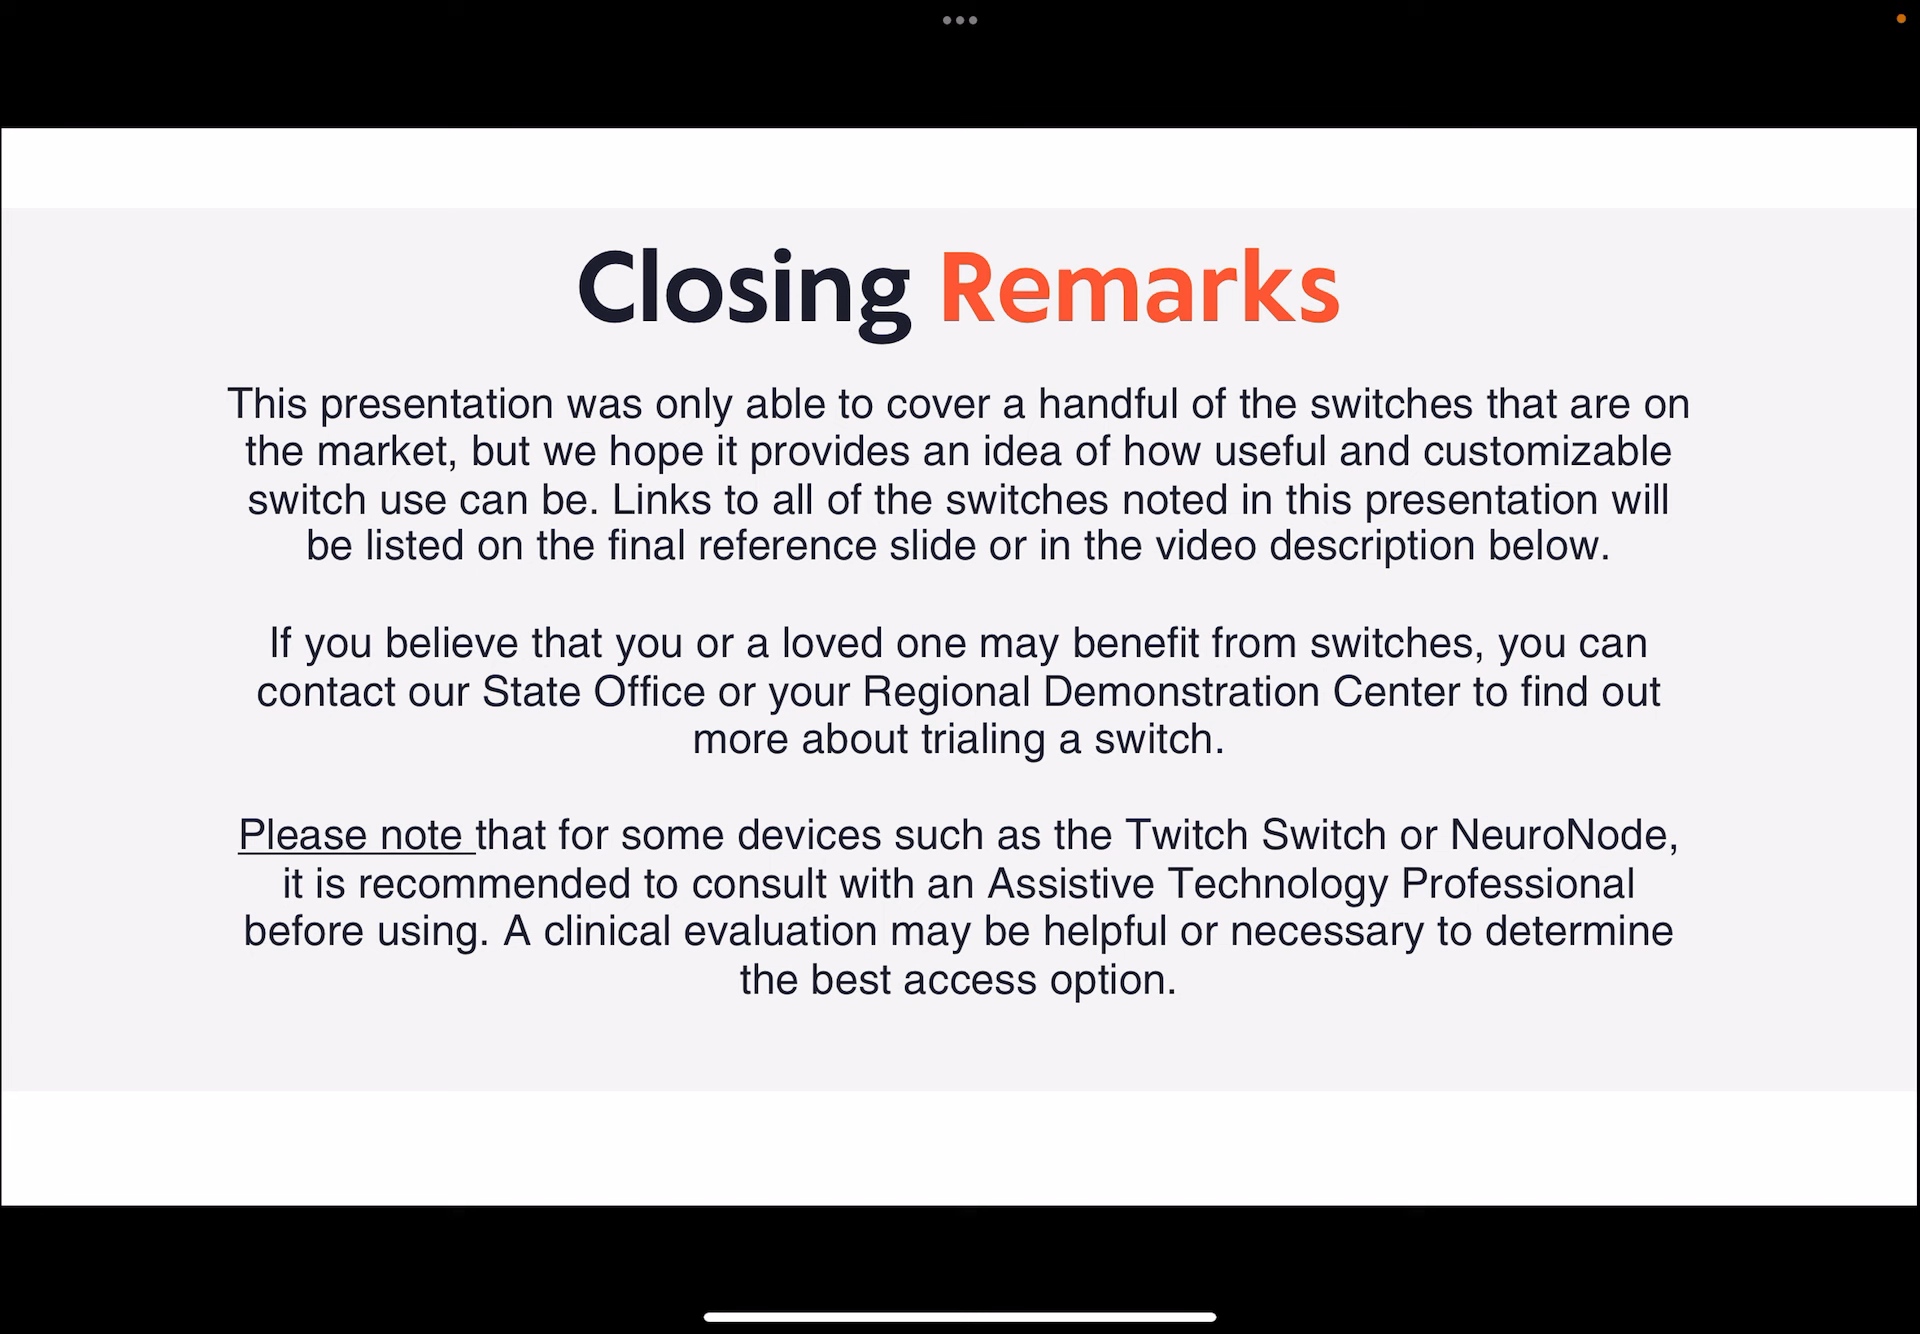 Closing Remarks
This presentation was only able to cover a handful of the switches that are on
the market, but we hope it provides an idea of how useful and customizable
switch use can be. Links to all of the switches noted in this presentation will
be listed on the final reference slide or in the video description below.
If you believe that you or a loved one may benefit from switches, you can
contact our State Office or your Regional Demonstration Center to find out
more about trialing a switch.
Please note that for some devices such as the Twitch Switch or NeuroNode,
it is recommended to consult with an Assistive Technology Professional
before using. A clinical evaluation may be helpful or necessary to determine
the best access option.